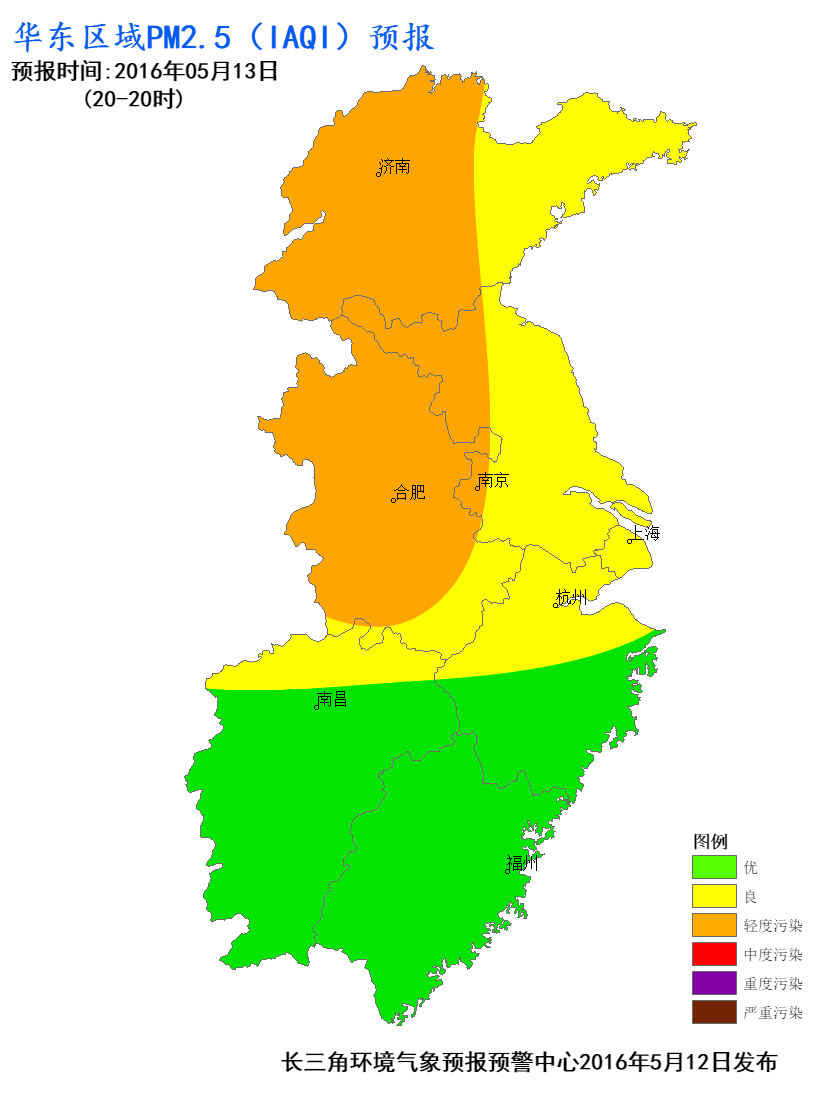 华东区域PM2.5（IAQI）预报
预报时间:2016年05月13日
(20-20时)
济南
南京
合肥
上海
杭州
南昌
福州
图例
优
良
轻度污染
中度污染
重度污染
严重污染
长三角环境气象预报预警中心2016年5月12日发布